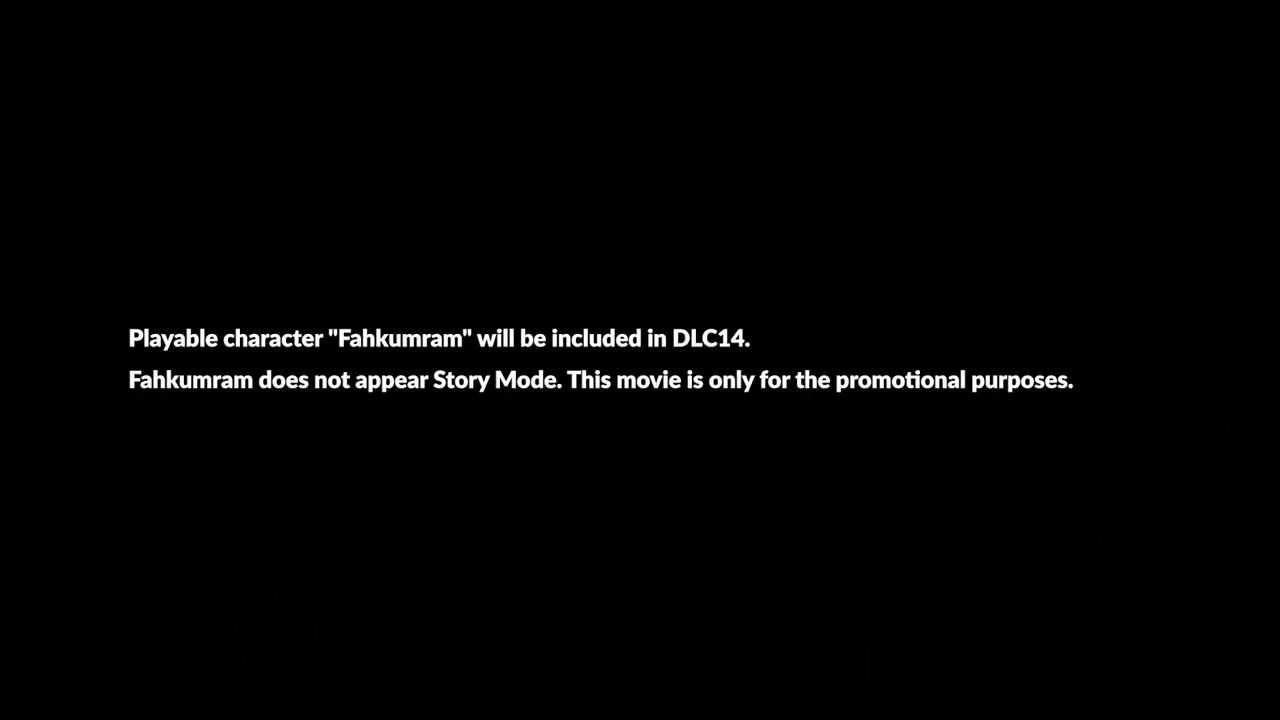 Playable character "Fahkumram" will be included in DLC14.
Fahkumram does not appear Story Mode. This movie is only for the promotional purposes.